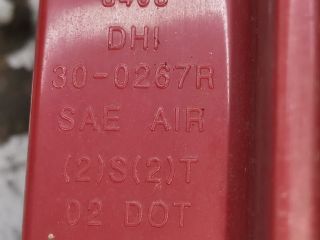 DHI
30-0267R
SAE AIR
(2)S(2)T
02 DOT